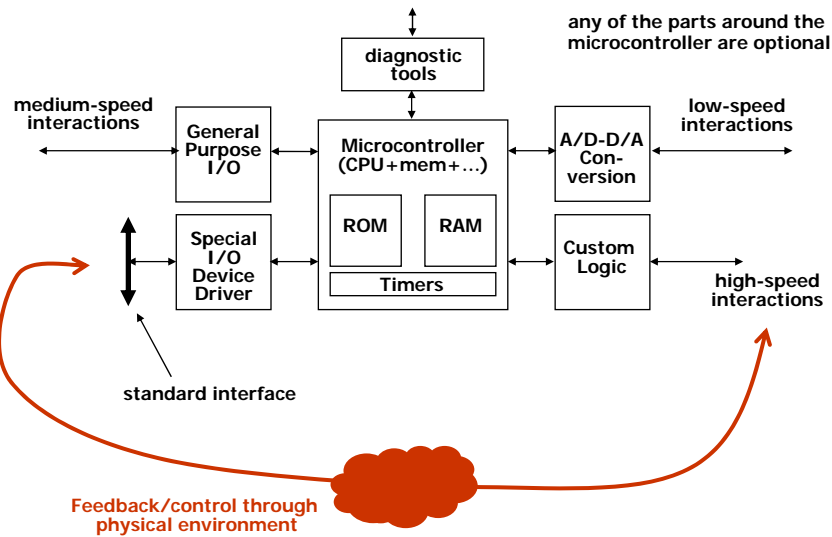 any of the parts around the
microcontroller are optional
diagnostic
tools
medium-speed
interactions
General
Purpose
I/O
Microcontroller
(CPU+mem+...)
A/D-D/A
Con-
version
low-speed
interactions
ROM
RAM
Timers
Special
I/O
Device
Driver
Custom
Logic
high-speed
interactions
standard interface
Feedback/control through
physical environment